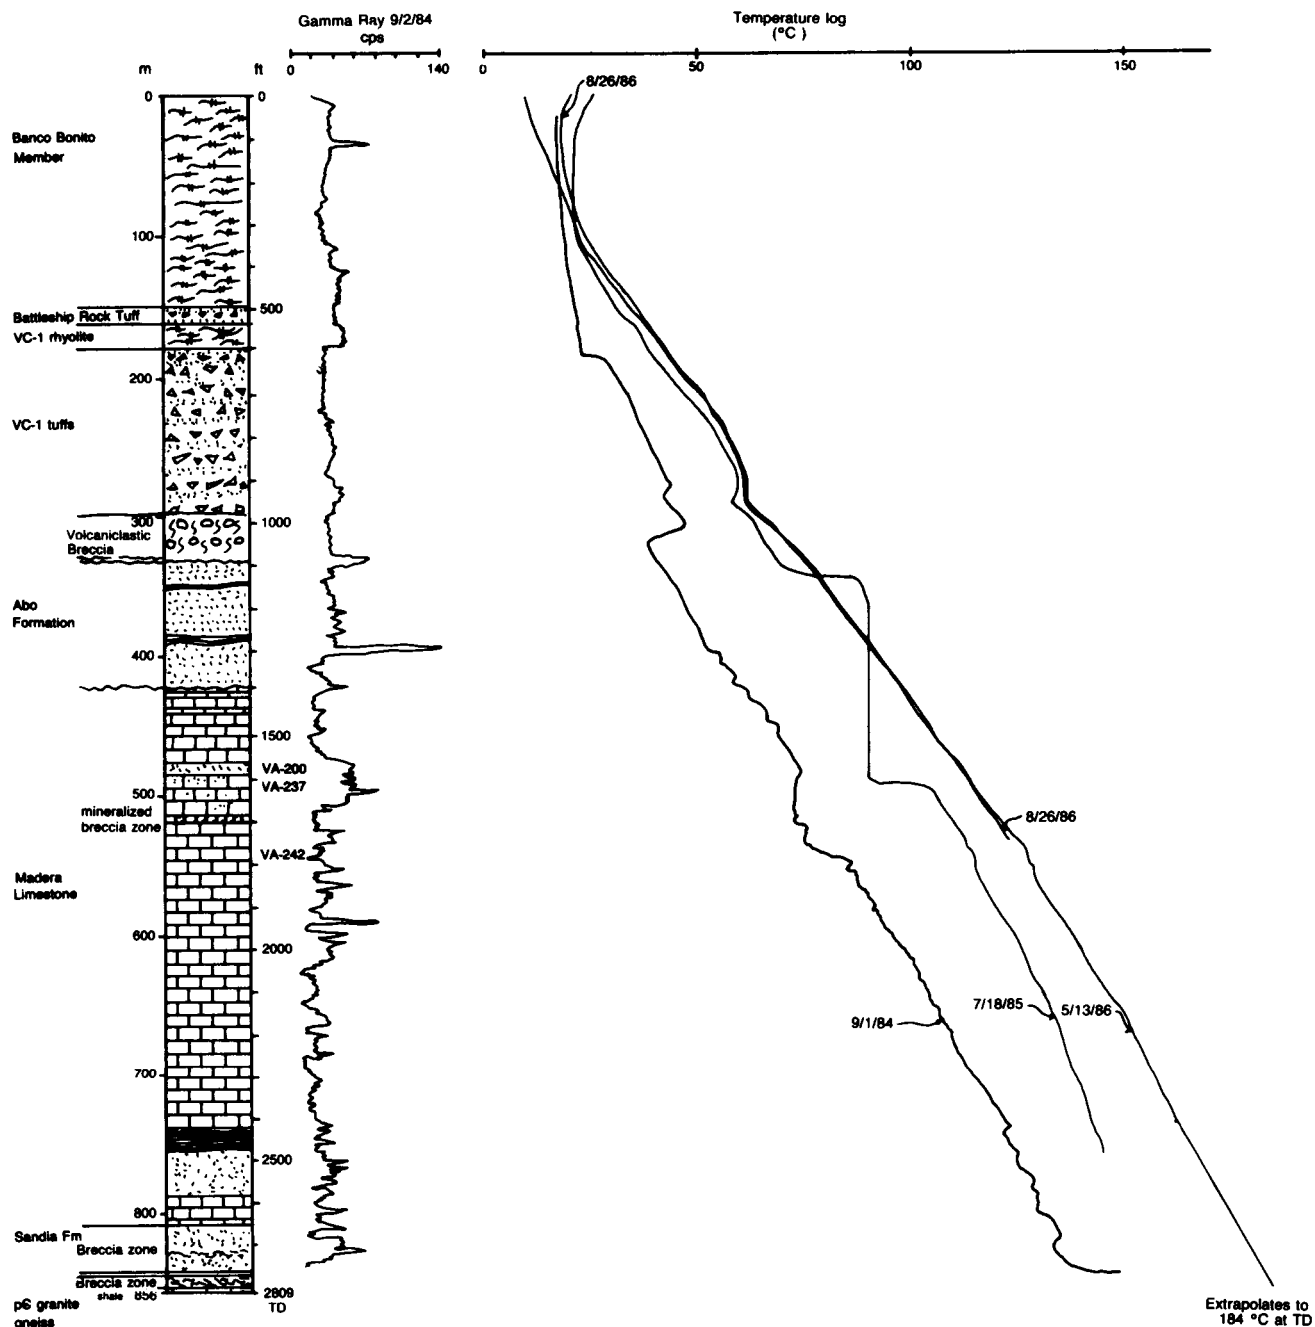 Gamma Ray 9/2/84
cps
Temperature log
(°C )
0
140
0
50
100
150
m
ft
0
0
8/26/86
Banco Bonito
Member
100
500
Battleship Rock Tuff
VC-1 rhyolite
200
VC-1 tuffs
300
1000
Volcaniclastic
Breccia
Abo
Formation
400
1500
VA-200
VA-237
500
mineralized
breccia zone
8/26/86
VA-242
Madera
Limestone
600
2000
9/1/84
7/18/85
5/13/86
700
2500
800
Sandia Fm
Breccia zone
Breccia zone
shale 856
2809
TD
pЄ granite
gneiss
Extrapolates to
184 °C at TD